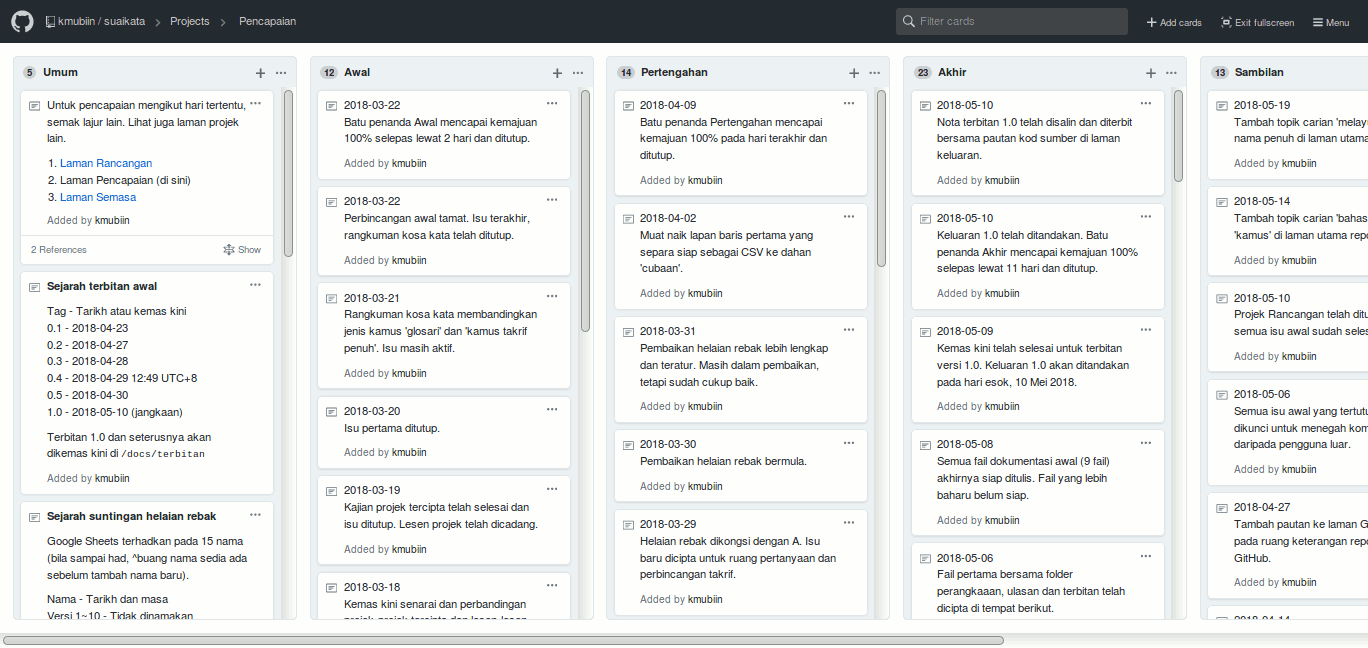 kmubiin / suaikata
Projects
Pencapaian
Filter cards
Add cards
Exit fullscreen
Menu
5 Umum
Untuk pencapaian mengikut hari tertentu,
semak lajur lain. Lihat juga laman projek
lain.
1. Laman Rancangan
2. Laman Pencapaian (di sini)
3. Laman Semasa
Added by kmubiin
2 References
Show
Sejarah terbitan awal
Tag - Tarikh atau kemas kini
0.1 - 2018-04-23
0.2 - 2018-04-27
0.3 - 2018-04-28
0.4 - 2018-04-29 12:49 UTC+8
0.5 - 2018-04-30
1.0 - 2018-05-10 (jangkaan)
Terbitan 1.0 dan seterusnya akan
dikemas kini di /docs/terbitan
Added by kmubiin
Sejarah suntingan helaian rebak
Google Sheets terhadkan pada 15 nama
(bila sampai had, ^buang nama sedia ada
sebelum tambah nama baru).
Nama - Tarikh dan masa
Versi 1~10 - Tidak dinamakan
12 Awal
2018-03-22
Batu penanda Awal mencapai kemajuan
100% selepas lewat 2 hari dan ditutup.
Added by kmubiin
2018-03-22
Perbincangan awal tamat. Isu terakhir,
rangkuman kosa kata telah ditutup.
Added by kmubiin
2018-03-21
Rangkuman kosa kata membandingkan
jenis kamus 'glosari' dan 'kamus takrif
penuh'. Isu masih aktif.
Added by kmubiin
2018-03-20
Isu pertama ditutup.
Added by kmubiin
2018-03-19
Kajian projek tercipta telah selesai dan
isu ditutup. Lesen projek telah dicadang.
Added by kmubiin
2018-03-18
Kemas kini senarai dan perbandingan
projek-projek tercipta dan lesen-lesen
14 Pertengahan
2018-04-09
Batu penanda Pertengahan mencapai
kemajuan 100% pada hari terakhir dan
ditutup.
Added by kmubiin
2018-04-02
Muat naik lapan baris pertama yang
separa siap sebagai CSV ke dahan
'cubaan'.
Added by kmubiin
2018-03-31
Pembaikan helaian rebak lebih lengkap
dan teratur. Masih dalam pembaikan,
tetapi sudah cukup baik.
Added by kmubiin
2018-03-30
Pembaikan helaian rebak bermula.
Added by kmubiin
2018-03-29
Helaian rebak dikongsi dengan A. Isu
baru dicipta untuk ruang pertanyaan dan
perbincangan takrif.
Added by kmubiin
23 Akhir
2018-05-10
Nota terbitan 1.0 telah disalin dan diterbit
bersama pautan kod sumber di laman
keluaran.
Added by kmubiin
2018-05-10
Keluaran 1.0 telah ditandakan. Batu
penanda Akhir mencapai kemajuan 100%
selepas lewat 11 hari dan ditutup.
Added by kmubiin
2018-05-09
Kemas kini telah selesai untuk terbitan
versi 1.0. Keluaran 1.0 akan ditandakan
pada hari esok, 10 Mei 2018.
Added by kmubiin
2018-05-08
Semua fail dokumentasi awal (9 fail)
akhirnya siap ditulis. Fail yang lebih
baharu belum siap.
Added by kmubiin
2018-05-06
Fail pertama bersama folder
perangkaaan, ulasan dan terbitan telah
dicipta di tempat berikut.
13 Sambilan
2018-05-19
Tambah topik carian 'melayu
nama penuh di laman utama
Added by kmubiin
2018-05-14
Tambah topik carian 'bahas
'kamus' di laman utama repo
Added by kmubiin
2018-05-10
Projek Rancangan telah ditu
semua isu awal sudah seles
Added by kmubiin
2018-05-06
Semua isu awal yang tertutu
dikunci untuk menegah kom
daripada pengguna luar.
Added by kmubiin
2018-04-27
Tambah pautan ke laman G
pada ruang keterangan repo
GitHub.
Added by kmubiin
2018-04-14